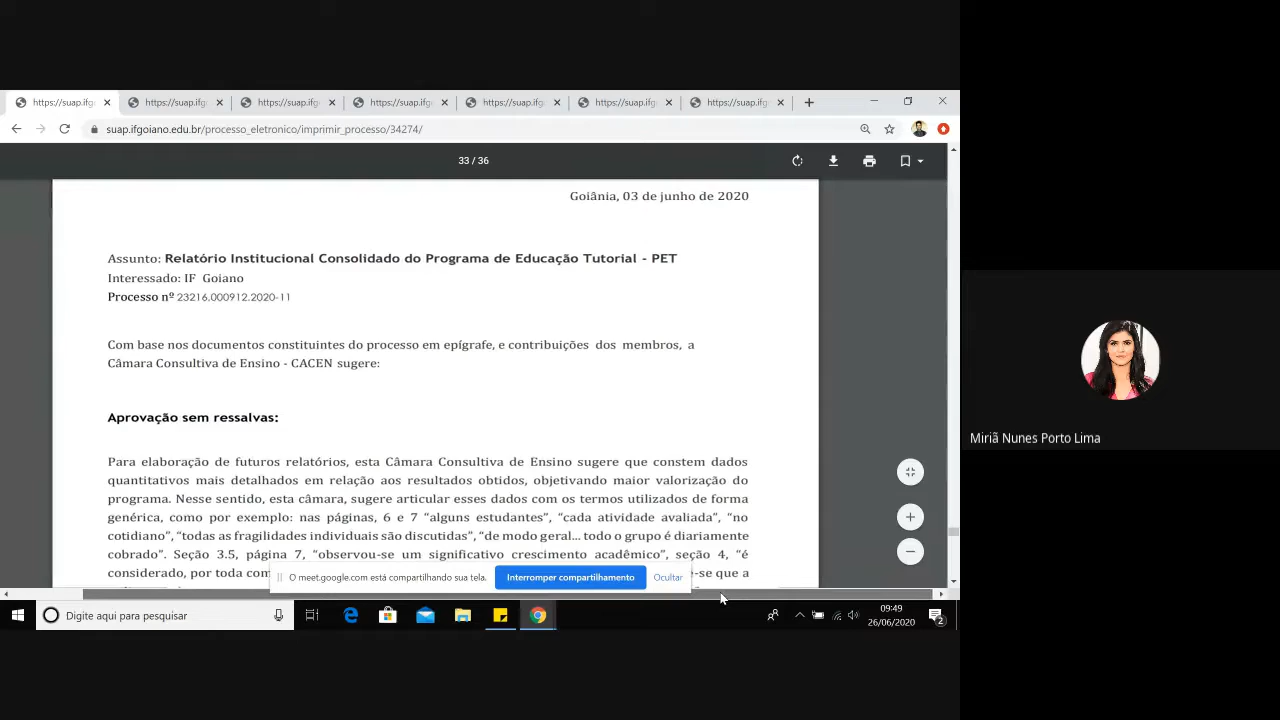 https://suap.ifg
https://suap.ifg
https://suap.ifg
https://suap.ifg
https://suap.ifg
https://suap.ifg
https://suap.ifg
suap.ifgoiano.edu.br/processo_eletronico/imprimir_processo/34274/
33 / 36
Goiânia, 03 de junho de 2020
Assunto: Relatório Institucional Consolidado do Programa de Educação Tutorial - PET
Interessado: IF Goiano
Processo nº 23216.000912.2020-11
Com base nos documentos constituintes do processo em epígrafe, e contribuições dos membros, a
Câmara Consultiva de Ensino - CACEN sugere:
Aprovação sem ressalvas:
Para elaboração de futuros relatórios, esta Câmara Consultiva de Ensino sugere que constem dados
quantitativos mais detalhados em relação aos resultados obtidos, objetivando maior valorização do
programa. Nesse sentido, esta câmara, sugere articular esses dados com os termos utilizados de forma
genérica, como por exemplo: nas páginas, 6 e 7 “alguns estudantes”, “cada atividade avaliada”, “no
cotidiano”, “todas as fragilidades individuais são discutidas”, “de modo geral... todo o grupo é diariamente
cobrado”. Seção 3.5, página 7, “observou-se um significativo crescimento acadêmico”, seção 4, “é
considerado, por toda com
-se que a
O meet.google.com está compartilhando sua tela.
Interromper compartilhamento
Ocultar
Digite aqui para pesquisar
09:49
26/06/2020
2
Miriã Nunes Porto Lima